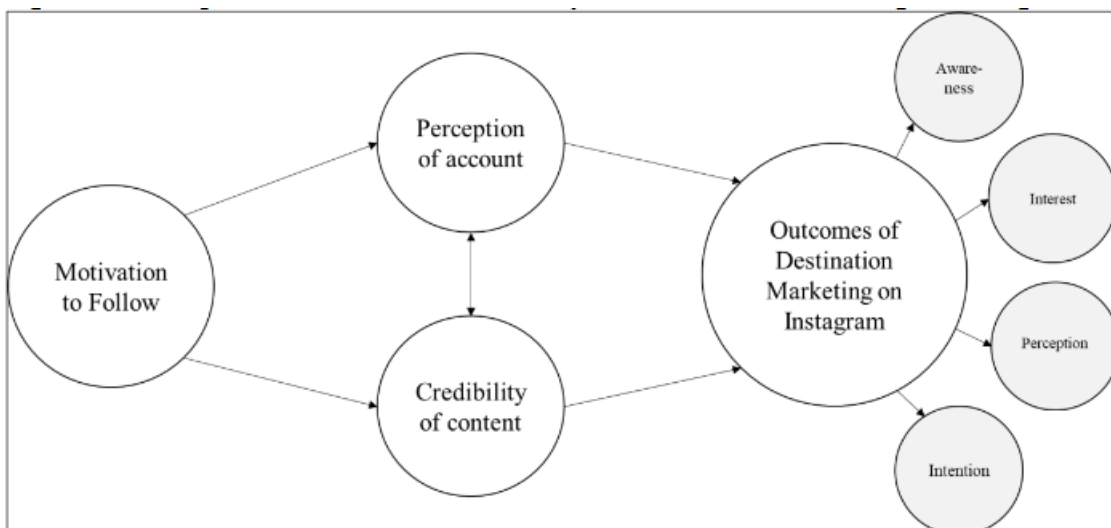 Motivation
to Follow
Perception
of account
Credibility
of content
Outcomes of
Destination
Marketing on
Instagram
Aware-
ness
Interest
Perception
Intention